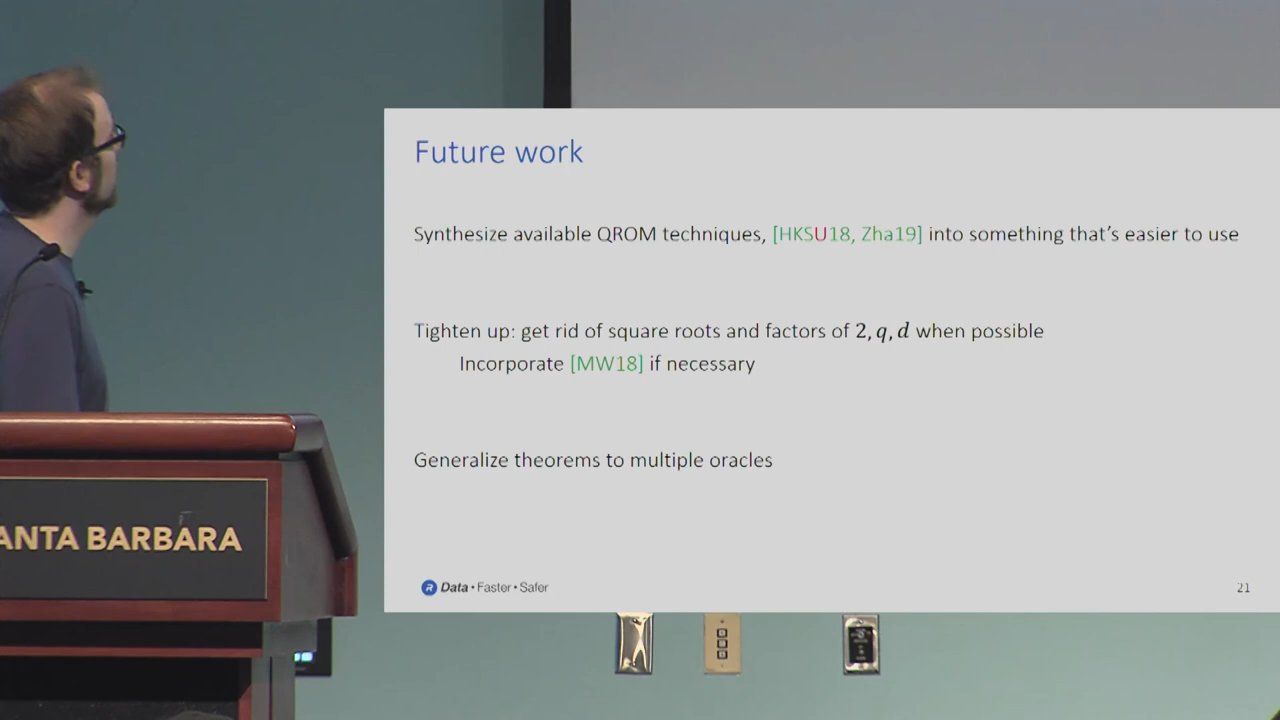 Future work
Synthesize available QROM techniques, [HKSU18, Zha19] into something that's easier to use
Tighten up: get rid of square roots and factors of 2, q, d when possible
Incorporate [MW18] if necessary
Generalize theorems to multiple oracles
ANTA BARBARA
R Data • Faster • Safer
21